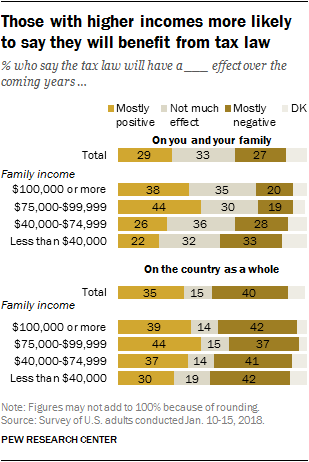 Those with higher incomes more likely
to say they will benefit from tax law
% who say the tax law will have a ___ effect over the
coming years ...
Mostly positive Not much effect Mostly negative DK
On you and your family
Total 29 33 27
Family income
$100,000 or more 38 35 20
$75,000-$99,999 44 30 19
$40,000-$74,999 26 36 28
Less than $40,000 22 32 33
On the country as a whole
Total 35 15 40
Family income
$100,000 or more 39 14 42
$75,000-$99,999 44 15 37
$40,000-$74,999 37 14 41
Less than $40,000 30 19 42
Note: Figures may not add to 100% because of rounding.
Source: Survey of U.S. adults conducted Jan. 10-15, 2018.
PEW RESEARCH CENTER